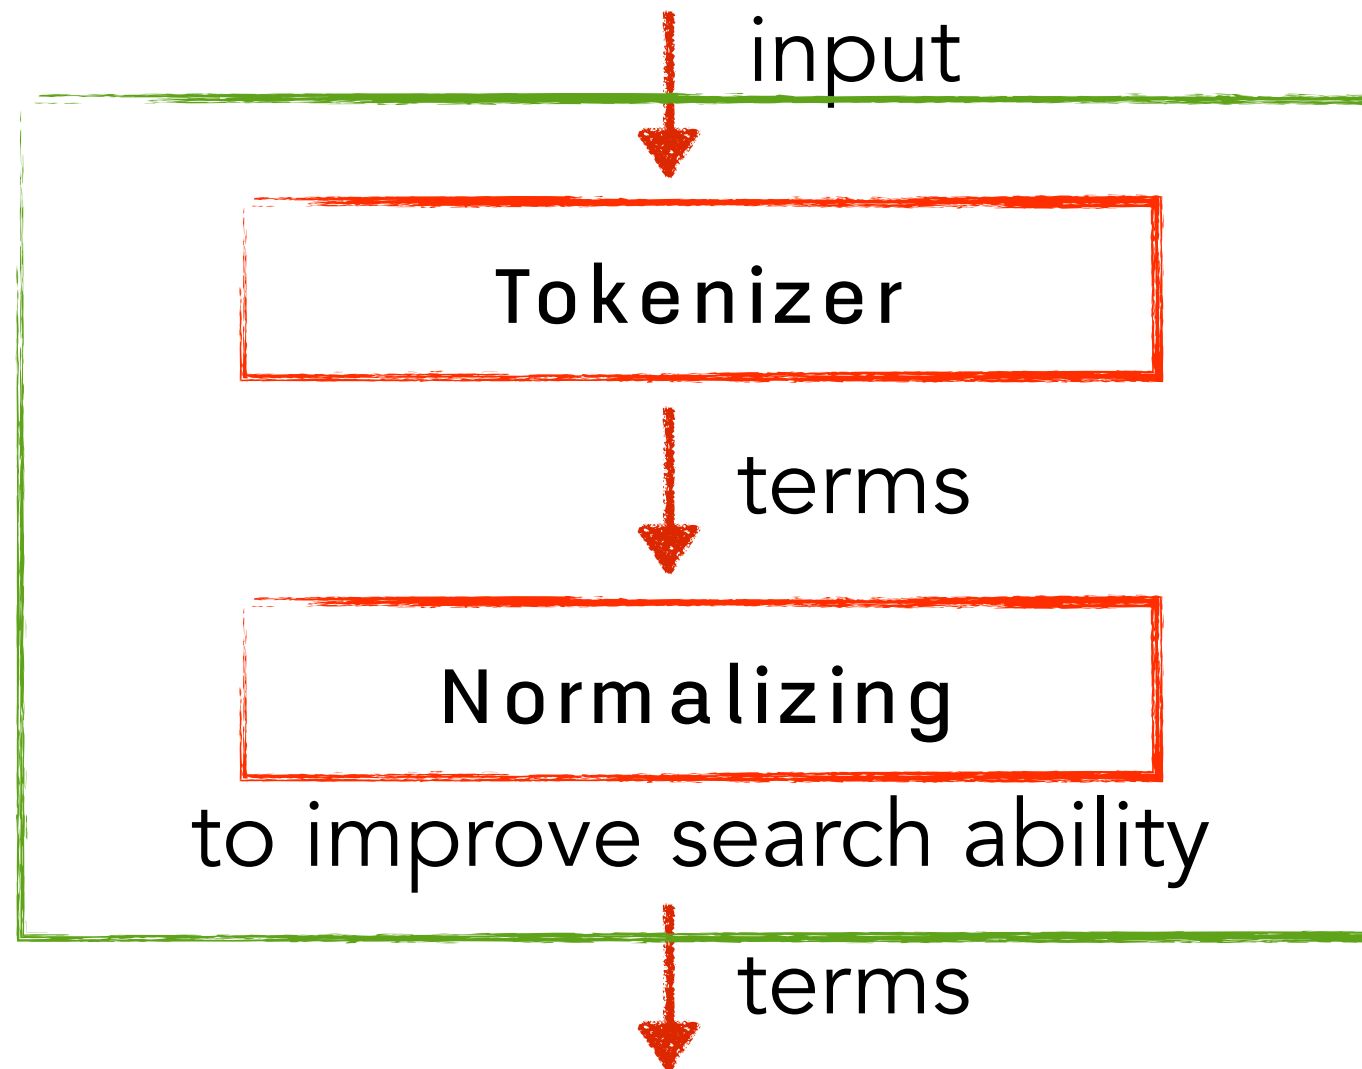 input
Tokenizer
terms
Normalizing
to improve search ability
terms